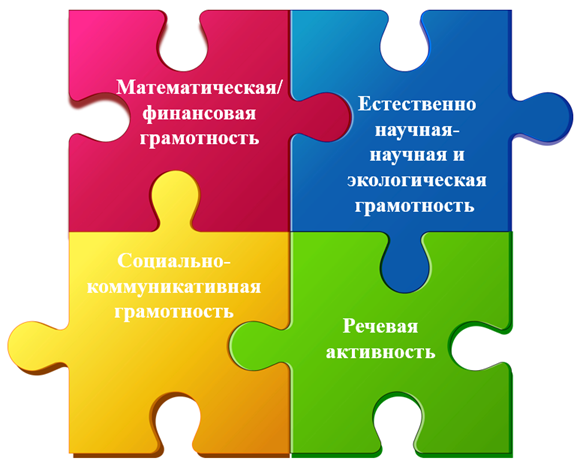 Математическая/
финансовая
грамотность
Естественно
научная-
научная и
экологическая
грамотность
Социально-
коммуникативная
грамотность
Речевая
активность